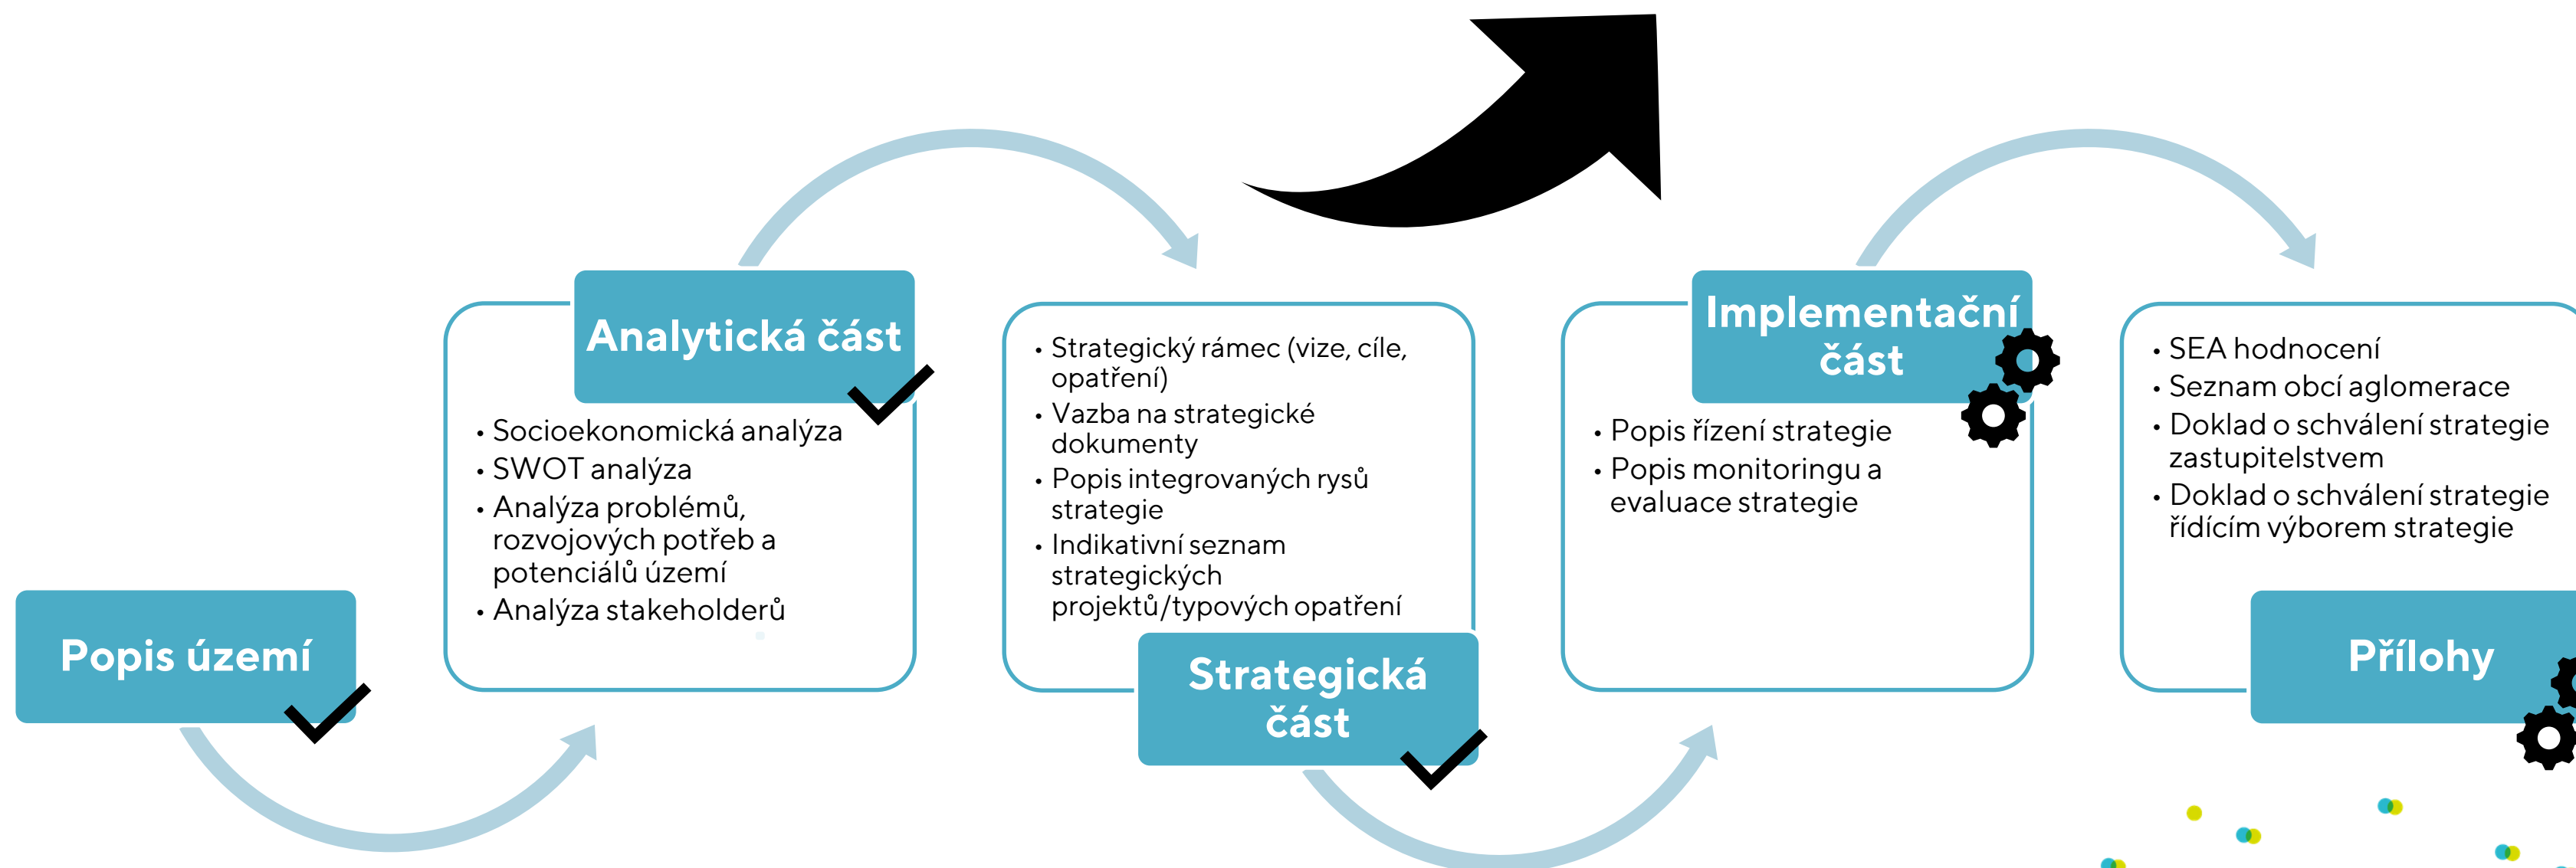 Popis území
Analytická část
• Socioekonomická analýza
• SWOT analýza
• Analýza problémů,
rozvojových potřeb a
potenciálů území
• Analýza stakeholderů
• Strategický rámec (vize, cíle,
opatření)
• Vazba na strategické
dokumenty
• Popis integrovaných rysů
strategie
• Indikativní seznam
strategických
projektů/typových opatření
Strategická
část
Implementační
část
• Popis řízení strategie
• Popis monitoringu a
evaluace strategie
• SEA hodnocení
• Seznam obcí aglomerace
• Doklad o schválení strategie
zastupitelstvem
• Doklad o schválení strategie
řídícím výborem strategie
Přílohy